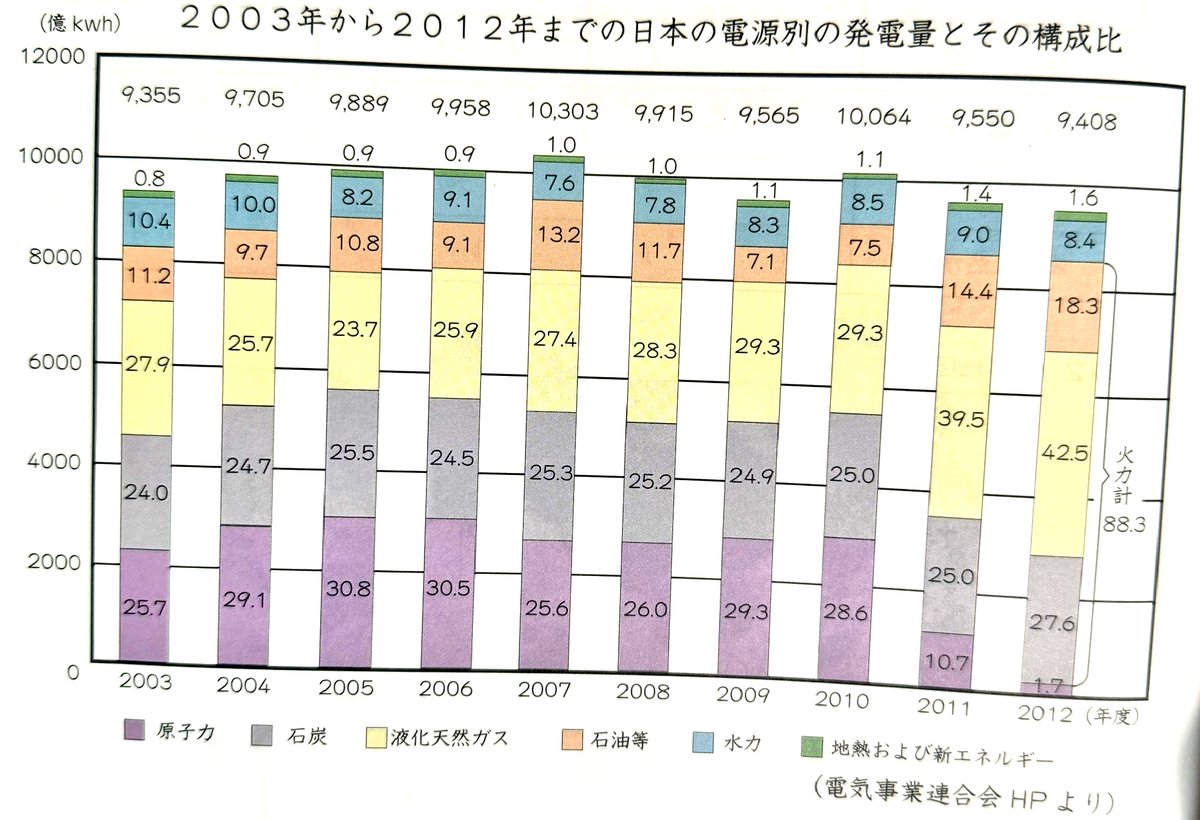 ２００３年から２０１２年までの日本の電源別の発電量とその構成比
(億kwh)
12000
9,355 9,705 9,889 9,958 10,303 9,915 9,565 10,064 9,550 9,408
10000
0.8 0.9 0.9 0.9 1.0 1.0 1.1 1.1 1.4 1.6
10.4 10.0 8.2 9.1 7.6 7.8 8.3 8.5 9.0 8.4
8000
11.2 9.7 10.8 9.1 13.2 11.7 7.1 7.5 14.4 18.3
6000
27.9 25.7 23.7 25.9 27.4 28.3 29.3 29.3 39.5 42.5
4000
24.0 24.7 25.5 24.5 25.3 25.2 24.9 25.0 25.0 27.6
火力計
88.3
2000
25.7 29.1 30.8 30.5 25.6 26.0 29.3 28.6 10.7 1.7
0
2003 2004 2005 2006 2007 2008 2009 2010 2011 2012 (年度)
原子力 石炭 液化天然ガス 石油等 水力 地熱および新エネルギー
(電気事業連合会HPより)